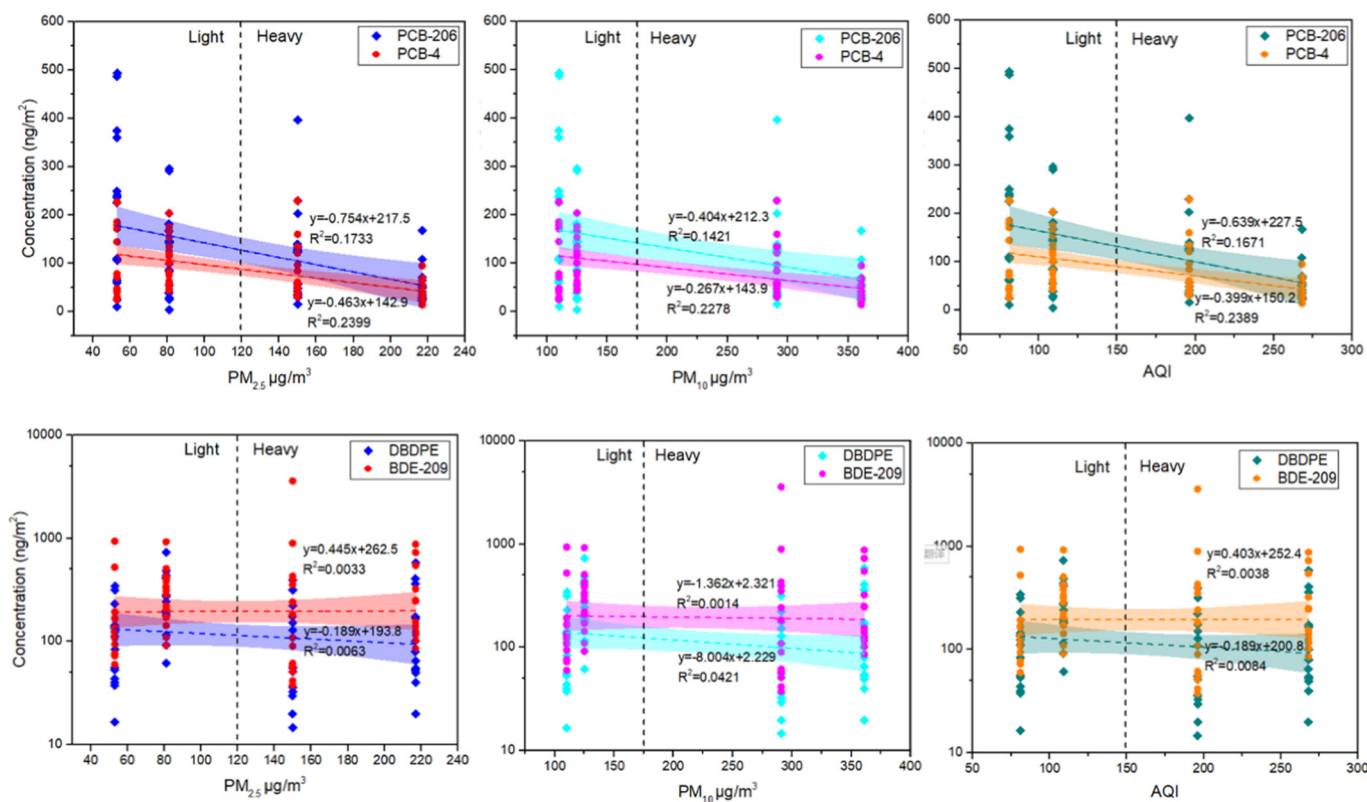 600
500
400
300
200
100
0
Concentration (ng/m²)
Light
Heavy
PCB-206
PCB-4
y=-0.754x+217.5
R²=0.1733
y=-0.463x+142.9
R²=0.2399
40 60 80 100 120 140 160 180 200 220 240
PM2.5 µg/m³
600
500
400
300
200
100
0
Light
Heavy
PCB-206
PCB-4
y=-0.404x+212.3
R²=0.1421
y=-0.267x+143.9
R²=0.2278
100 150 200 250 300 350 400
PM10 µg/m³
600
500
400
300
200
100
0
Light
Heavy
PCB-206
PCB-4
y=-0.639x+227.5
R²=0.1671
y=-0.399x+150.2
R²=0.2389
50 100 150 200 250 300
AQI
10000
1000
100
10
Concentration (ng/m²)
Light
Heavy
DBDPE
BDE-209
y=0.445x+262.5
R²=0.0033
y=-0.189x+193.8
R²=0.0063
40 60 80 100 120 140 160 180 200 220 240
PM2.5 µg/m³
10000
1000
100
10
Light
Heavy
DBDPE
BDE-209
y=-1.362x+2.321
R²=0.0014
y=-8.004x+2.229
R²=0.0421
100 150 200 250 300 350 400
PM10 µg/m³
10000
1000
100
10
Light
Heavy
DBDPE
BDE-209
y=0.403x+252.4
R²=0.0038
y=-0.189x+200.8
R²=0.0084
50 100 150 200 250 300
AQI